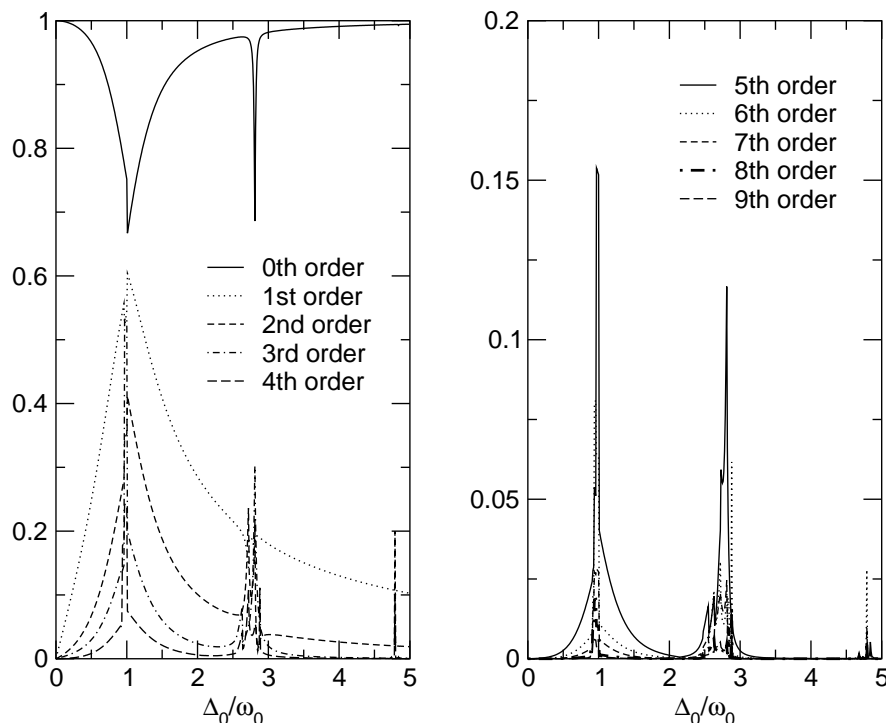 1
0.8
0.6
0.4
0.2
0
0 1 2 3 4 5
Δ₀/ω₀
0th order
1st order
2nd order
3rd order
4th order
0.2
0.15
0.1
0.05
0
0 1 2 3 4 5
Δ₀/ω₀
5th order
6th order
7th order
8th order
9th order